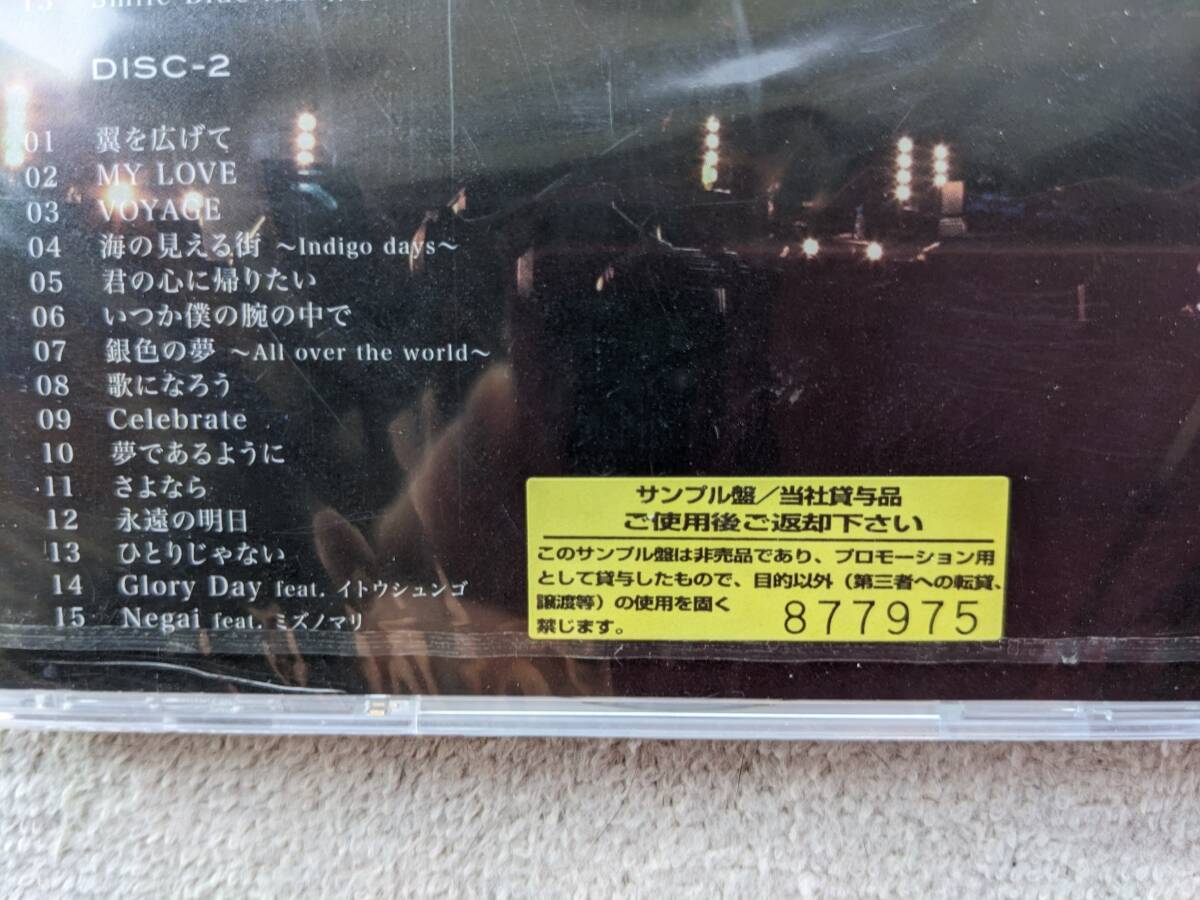 DISC-2
01 翼を広げて
02 MY LOVE
03 VOYAGE
04 海の見える街 ～Indigo days～
05 君の心に帰りたい
06 いつか僕の腕の中で
07 銀色の夢 ～All over the world～
08 歌になろう
09 Celebrate
10 夢であるように
11 さよなら
12 永遠の明日
13 ひとりじゃない
14 Glory Day feat. イトウシュンゴ
15 Negai feat. ミズノマリ
サンプル盤／当社貸与品
ご使用後ご返却下さい
このサンプル盤は非売品であり、プロモーション用
として貸与したもので、目的以外（第三者への転貸、
譲渡等）の使用を固く
禁じます。
877975